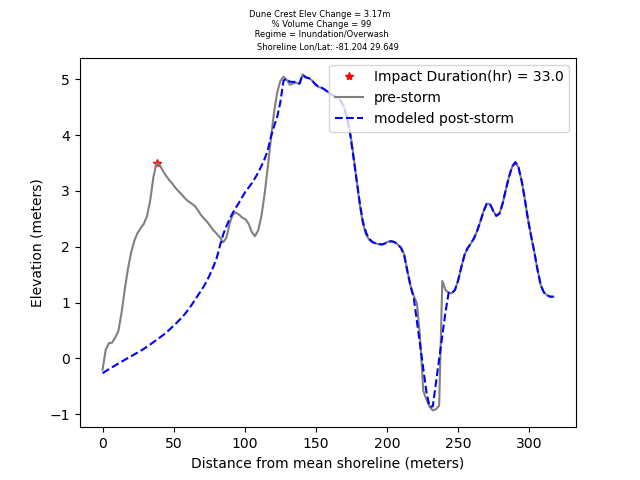 Dune Crest Elev Change = 3.17m
% Volume Change = 99
Regime = Inundation/Overwash
Shoreline Lon/Lat: -81.204 29.649
Impact Duration(hr) = 33.0
pre-storm
modeled post-storm
Elevation (meters)
5
4
3
2
1
0
−1
0 50 100 150 200 250 300
Distance from mean shoreline (meters)